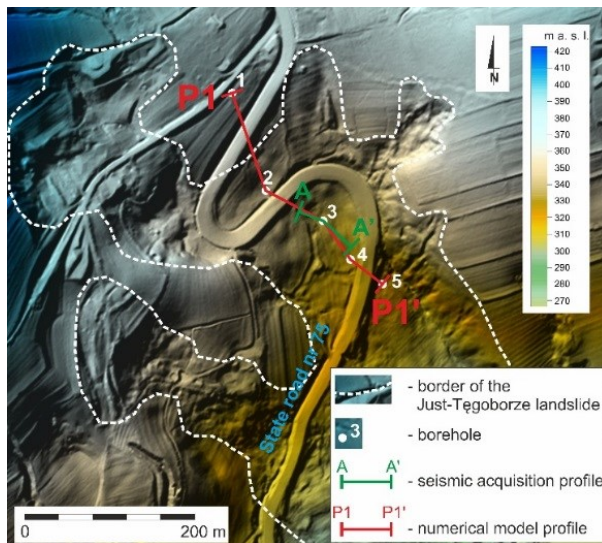 m a. s. l.
420
410
400
390
380
370
360
350
340
330
320
310
300
290
280
270
N
P1
1
2
A
3
A'
4
5
P1'
State road nr 75
- border of the
Just-Tęgoborze landslide
3
- borehole
A A'
- seismic acquisition profile
P1 P1'
- numerical model profile
0 200 m